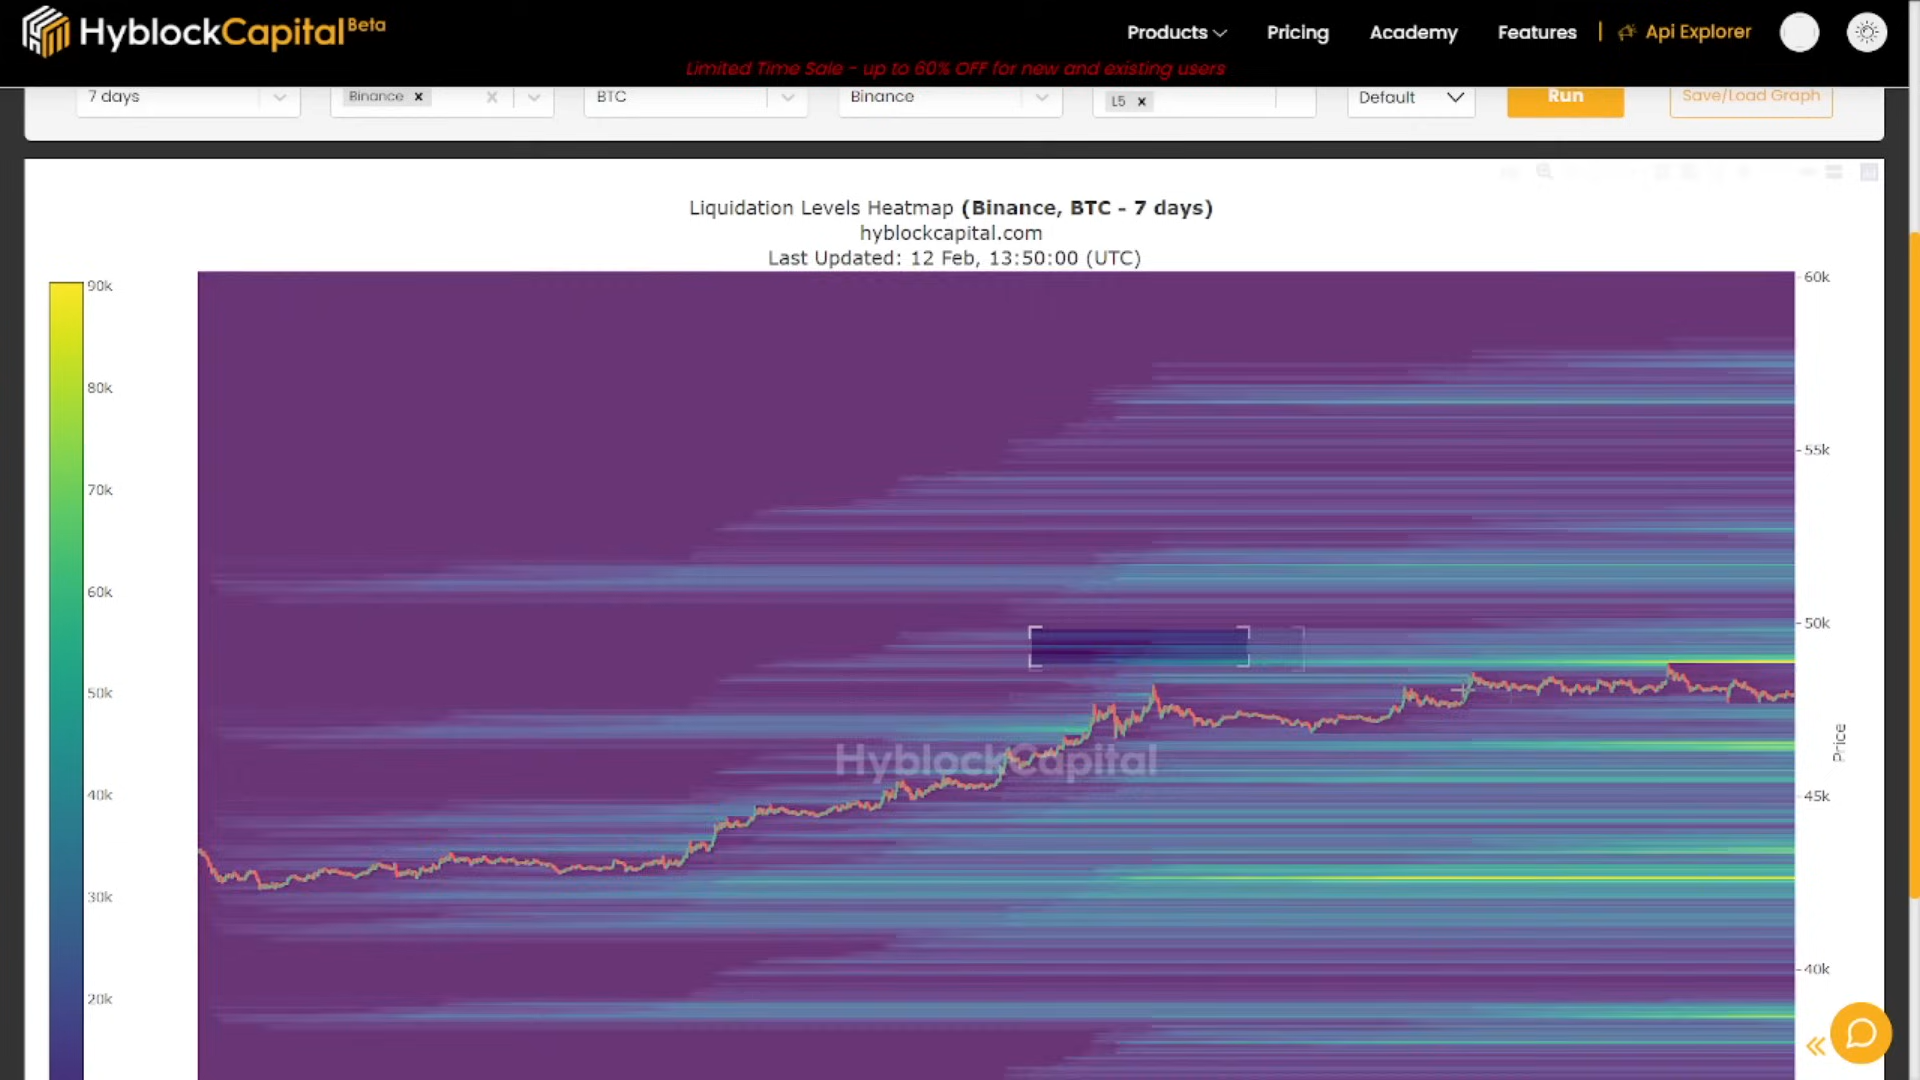 HyblockCapital Beta
Products Pricing Academy Features | Api Explorer
Limited Time Sale - up to 60% OFF for new and existing users
7 days Binance × BTC Binance L5 × Default Run Save/Load Graph
Liquidation Levels Heatmap (Binance, BTC - 7 days)
hyblockcapital.com
Last Updated: 12 Feb, 13:50:00 (UTC)
90k
80k
70k
60k
50k
40k
30k
20k
HyblockCapital
60k
55k
50k
45k
40k
Price